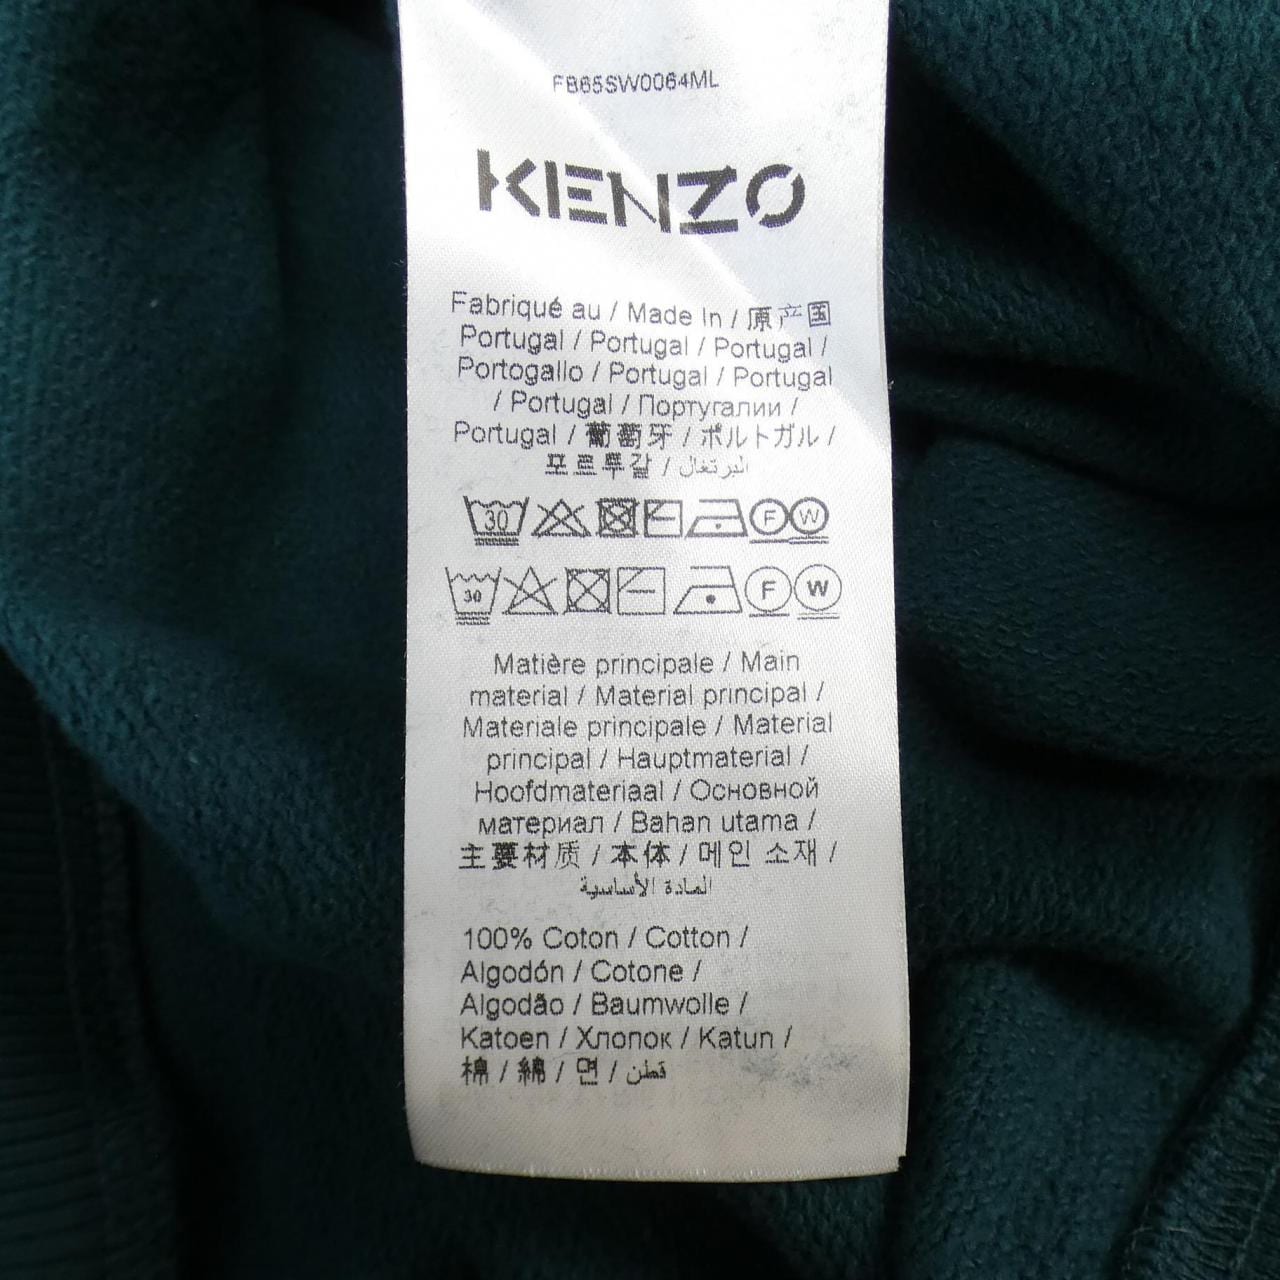 FB65SW0064ML
KENZO
Fabriqué au / Made In / 原产国
Portugal / Portugal / Portugal /
Portogallo / Portugal / Portugal
/ Portugal / Португалии /
Portugal / 葡萄牙 / ポルトガル /
포르투갈 / البرتغال
30 F W
30 F W
Matière principale / Main
material / Material principal /
Materiale principale / Material
principal / Hauptmaterial /
Hoofdmateriaal / Основной
материал / Bahan utama /
主要材质 / 本体 / 메인 소재 /
المادة الأساسية
100% Coton / Cotton /
Algodón / Cotone /
Algodão / Baumwolle /
Katoen / Хлопок / Katun /
棉 / 綿 / 면 / قطن